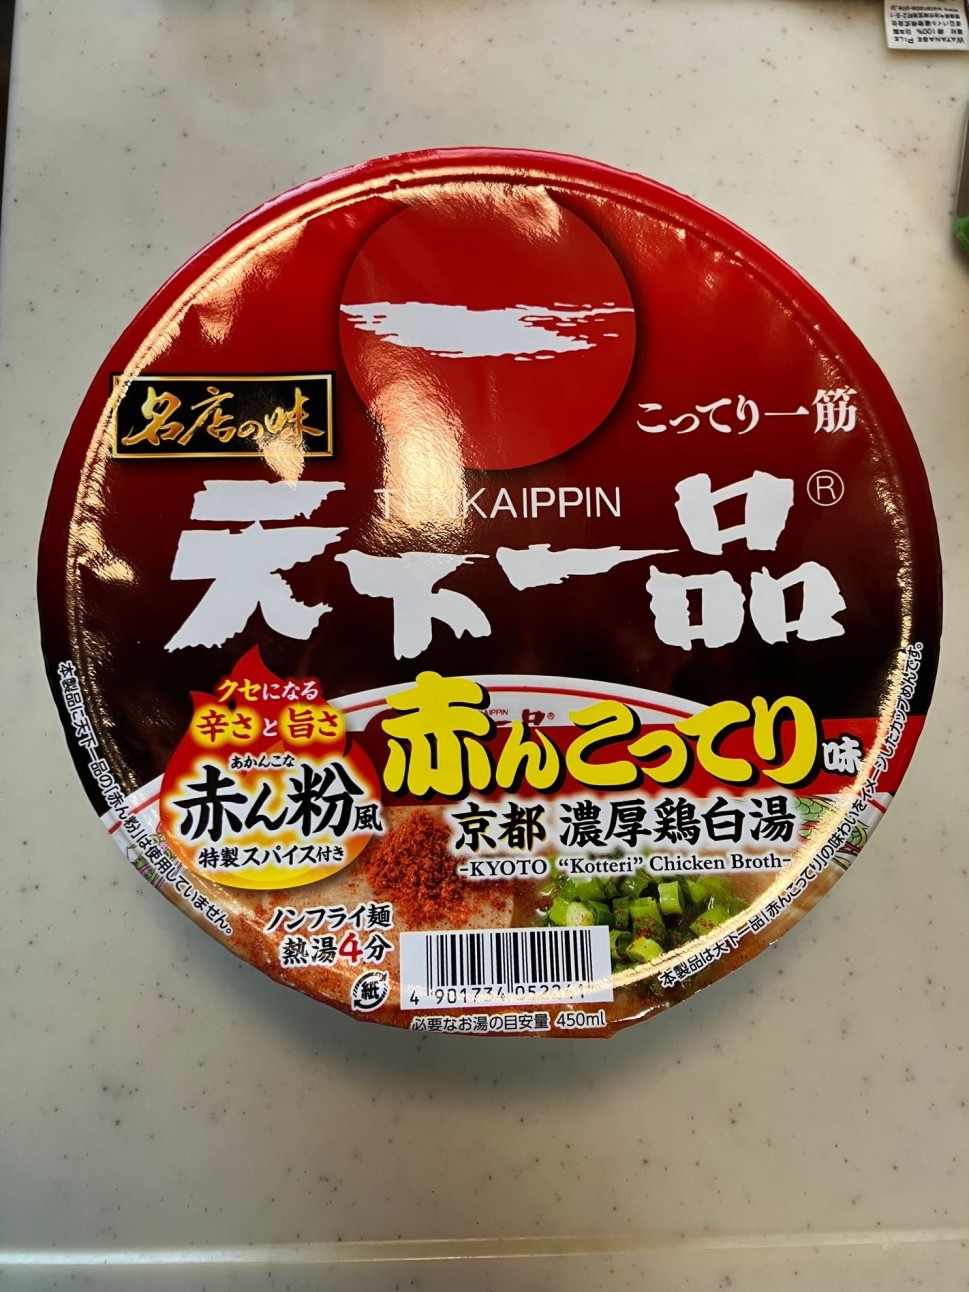 名店の味
こってり一筋
TENKAIPPIN
天下一品®
クセになる
辛さと旨さ
あかんこな
赤ん粉風
特製スパイス付き
赤んこってり味
京都 濃厚鶏白湯
-KYOTO “Kotteri” Chicken Broth-
ノンフライ麺
熱湯4分
紙
4 901734
必要なお湯の目安量 450ml
本製品に天下一品の「赤ん粉」は使用していません。
本製品は天下一品「赤んこってり」の味わいをイメージしたカップめんです。
WATANABE PILE